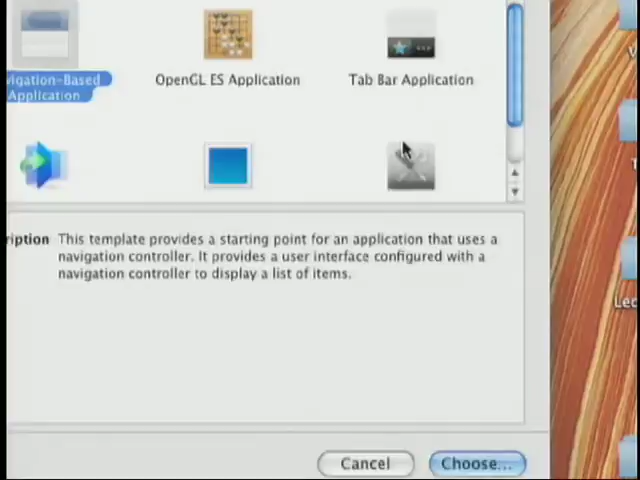 vigation-Based
Application
OpenGL ES Application
Tab Bar Application
ription This template provides a starting point for an application that uses a
navigation controller. It provides a user interface configured with a
navigation controller to display a list of items.
Lec
Cancel
Choose...